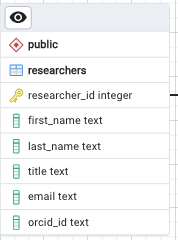 public
researchers
researcher_id integer
first_name text
last_name text
title text
email text
orcid_id text